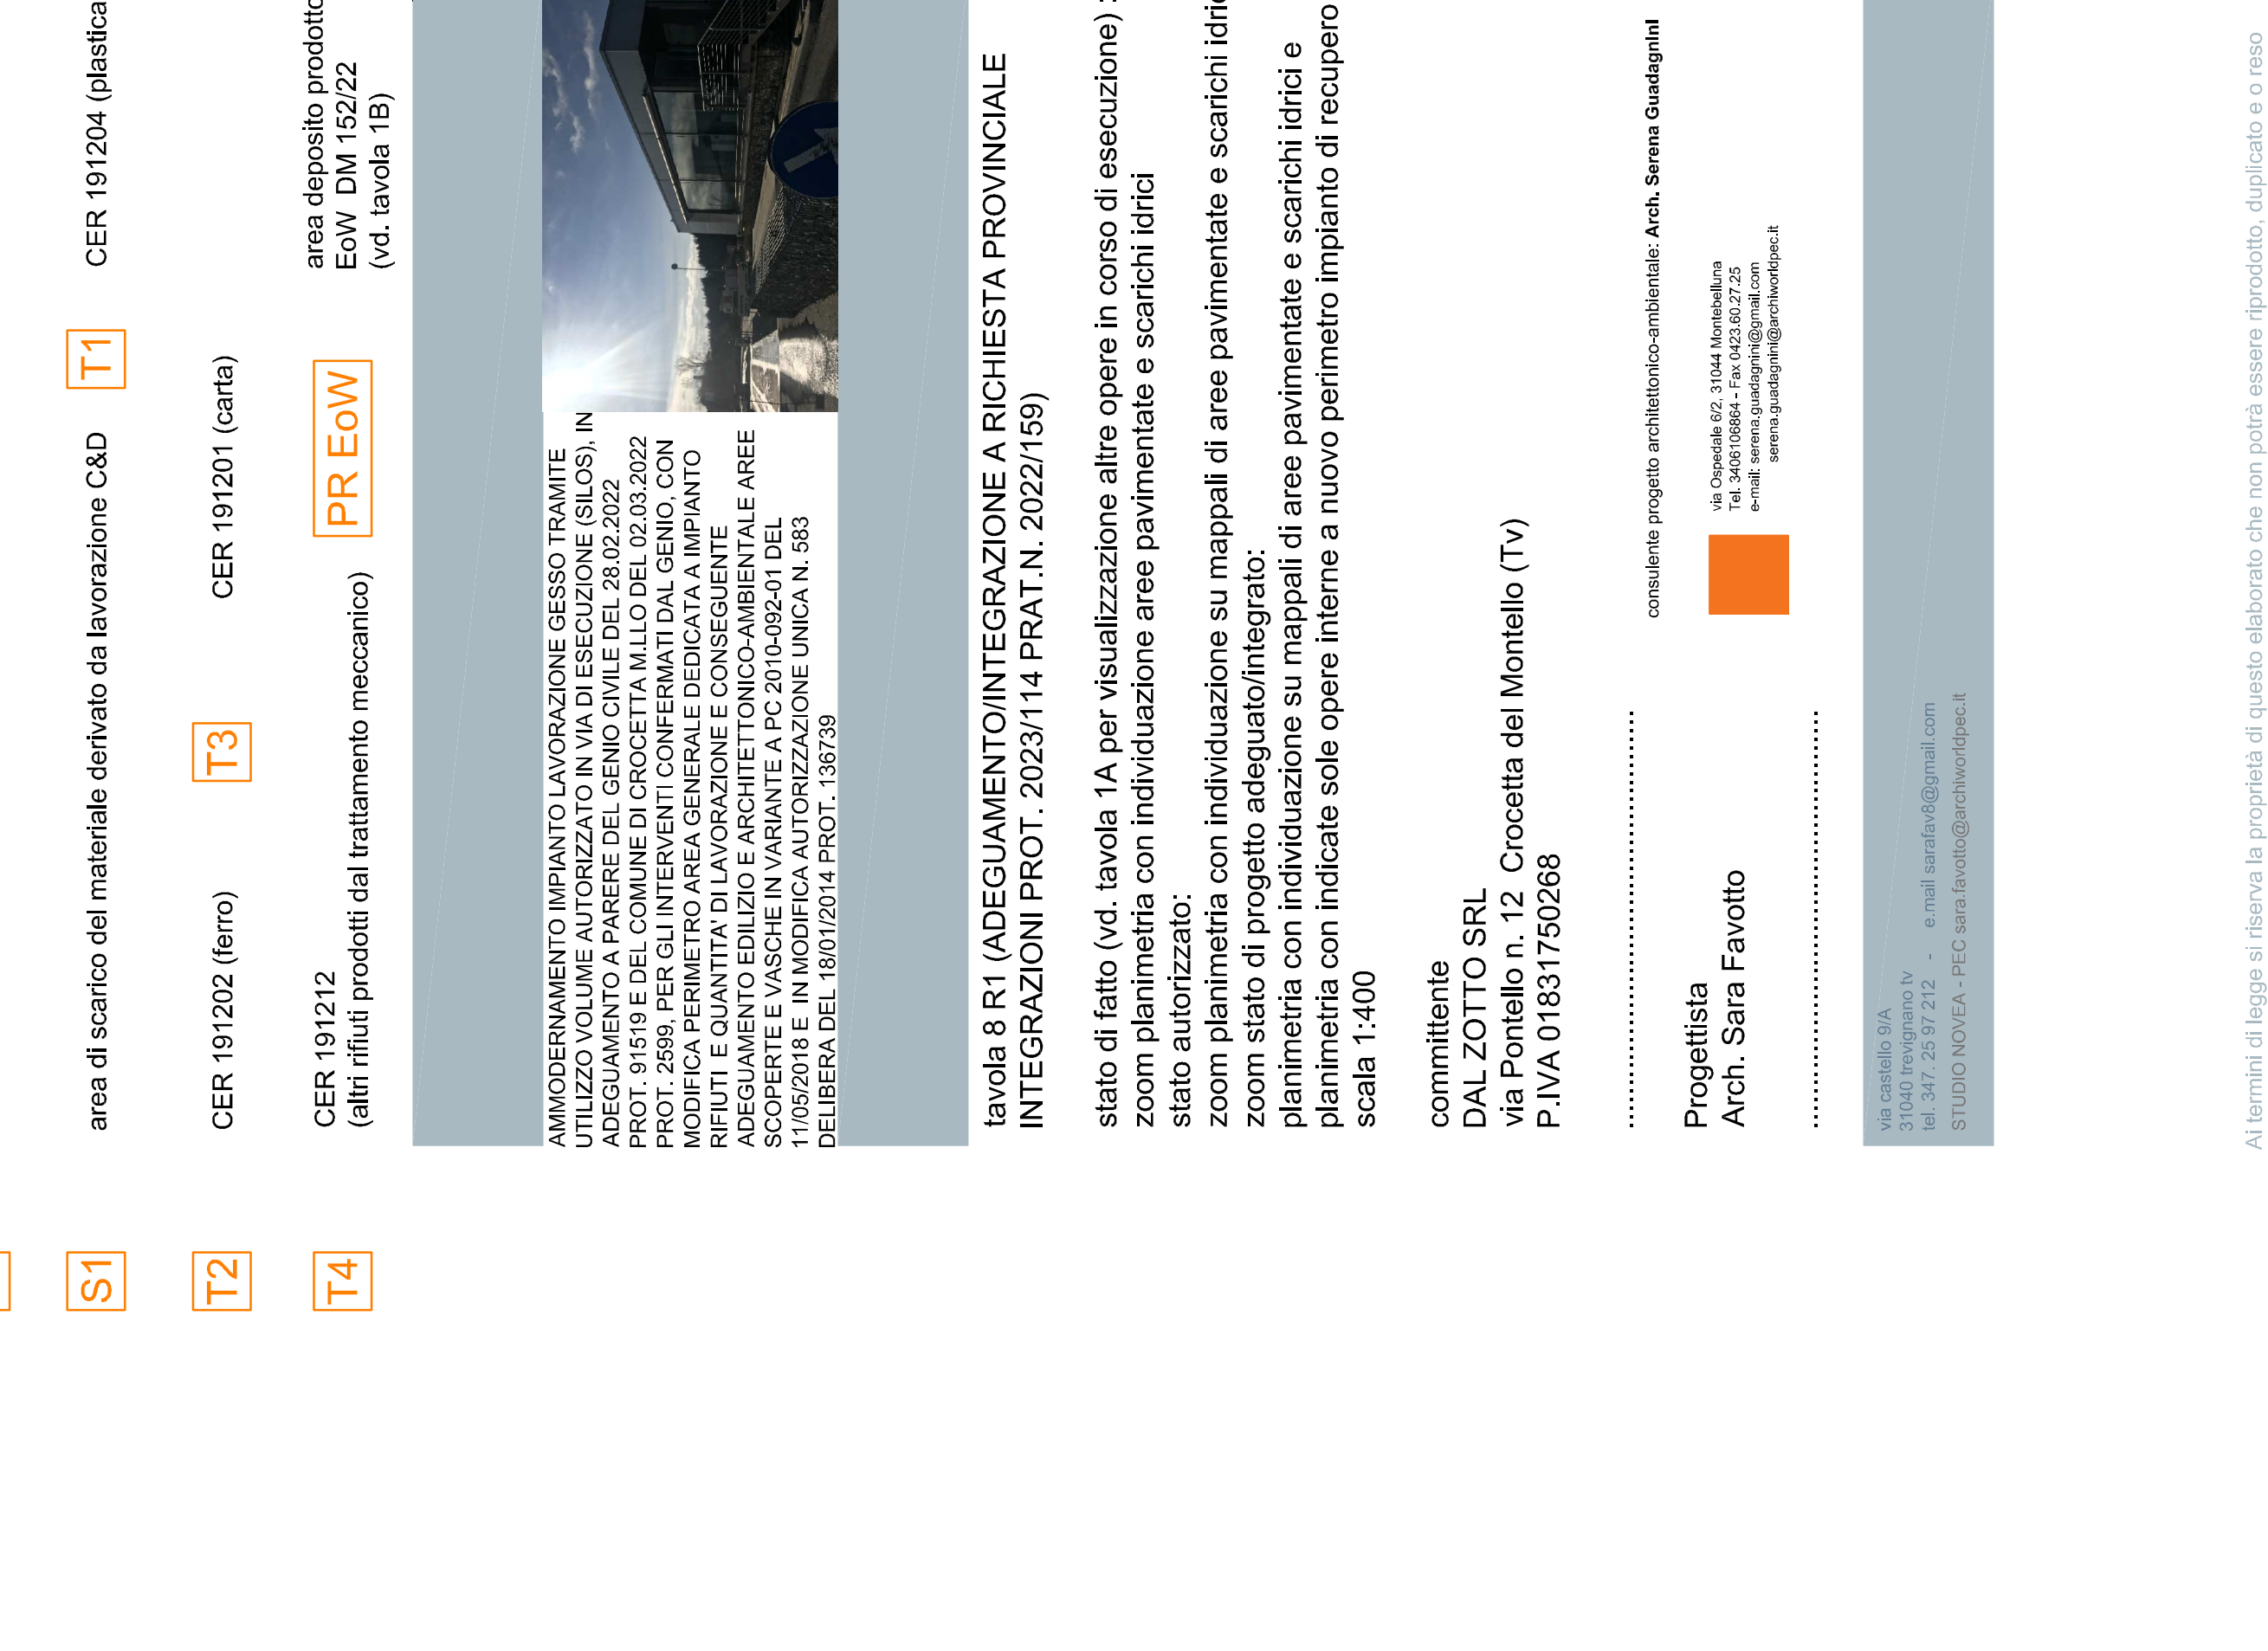 S1 area di scarico del materiale derivato da lavorazione C&D T1 CER 191204 (plastica
T2 CER 191202 (ferro) T3 CER 191201 (carta)
T4 CER 191212
(altri rifiuti prodotti dal trattamento meccanico)
PR EoW area deposito prodotto
EoW DM 152/22
(vd. tavola 1B)
AMMODERNAMENTO IMPIANTO LAVORAZIONE GESSO TRAMITE
UTILIZZO VOLUME AUTORIZZATO IN VIA DI ESECUZIONE (SILOS), IN
ADEGUAMENTO A PARERE DEL GENIO CIVILE DEL 28.02.2022
PROT. 91519 E DEL COMUNE DI CROCETTA M.LLO DEL 02.03.2022
PROT. 2599, PER GLI INTERVENTI CONFERMATI DAL GENIO, CON
MODIFICA PERIMETRO AREA GENERALE DEDICATA A IMPIANTO
RIFIUTI E QUANTITA' DI LAVORAZIONE E CONSEGUENTE
ADEGUAMENTO EDILIZIO E ARCHITETTONICO-AMBIENTALE AREE
SCOPERTE E VASCHE IN VARIANTE A PC 2010-092-01 DEL
11/05/2018 E IN MODIFICA AUTORIZZAZIONE UNICA N. 583
DELIBERA DEL 18/01/2014 PROT. 136739
tavola 8 R1 (ADEGUAMENTO/INTEGRAZIONE A RICHIESTA PROVINCIALE
INTEGRAZIONI PROT. 2023/114 PRAT.N. 2022/159)
stato di fatto (vd. tavola 1A per visualizzazione altre opere in corso di esecuzione) :
zoom planimetria con individuazione aree pavimentate e scarichi idrici
stato autorizzato:
zoom planimetria con individuazione su mappali di aree pavimentate e scarichi idric
zoom stato di progetto adeguato/integrato:
planimetria con individuazione su mappali di aree pavimentate e scarichi idrici e
planimetria con indicate sole opere interne a nuovo perimetro impianto di recupero
scala 1:400
committente
DAL ZOTTO SRL
via Pontello n. 12 Crocetta del Montello (Tv)
P.IVA 01831750268
consulente progetto architettonico-ambientale: Arch. Serena Guadagnini
via Ospedale 6/2, 31044 Montebelluna
Tel. 3406106864 - Fax 0423.60.27.25
e-mail: serena.guadagnini@gmail.com
serena.guadagnini@archiworldpec.it
Progettista
Arch. Sara Favotto
via castello 9/A
31040 trevignano tv
tel. 347. 25 97 212 - e.mail sarafav8@gmail.com
STUDIO NOVEA - PEC sara.favotto@archiworldpec.it
Ai termini di legge si riserva la proprietà di questo elaborato che non potrà essere riprodotto, duplicato e o reso